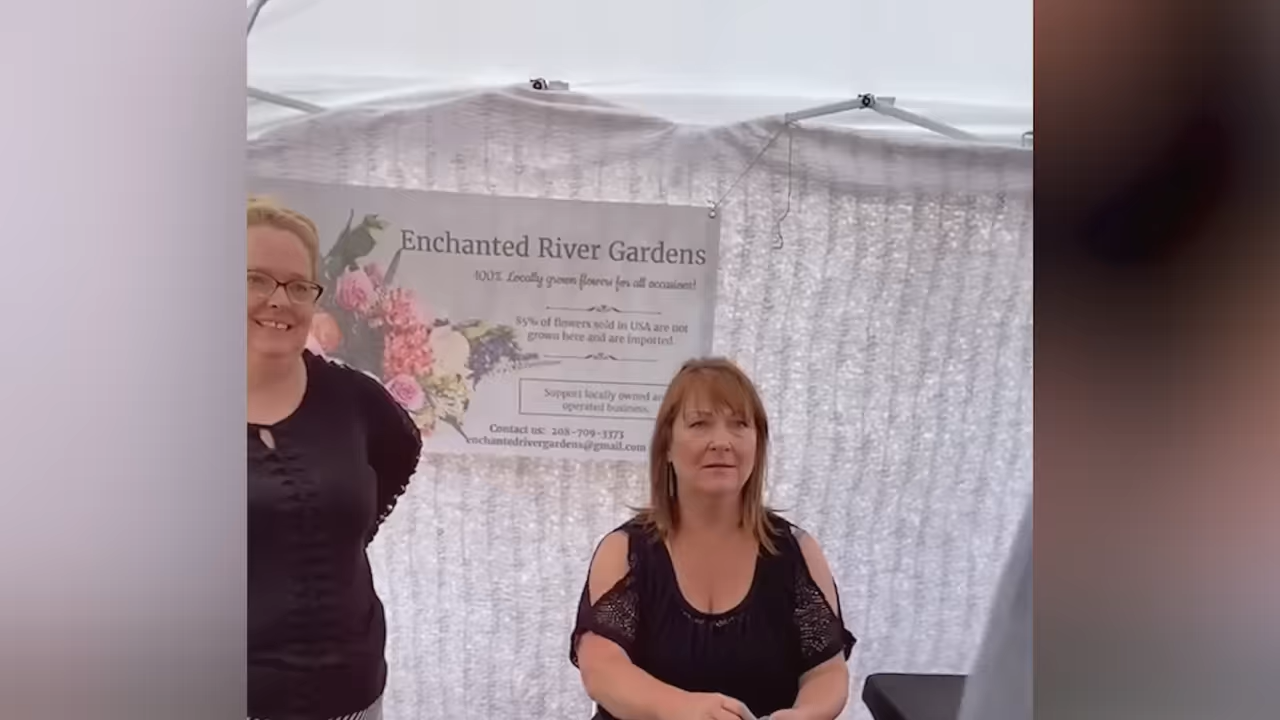 Enchanted River Gardens
100% Locally grown flowers for all occasions!
85% of flowers sold in USA are not
grown here and are imported.
Support locally owned
operated business.
Contact us: 208-709-3373
enchantedrivergardens@gmail.com